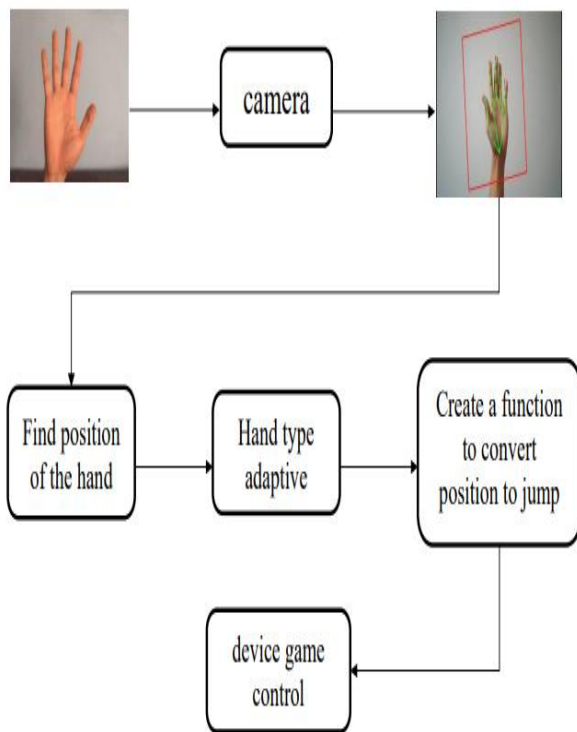 camera
Find position
of the hand
Hand type
adaptive
Create a function
to convert
position to jump
device game
control